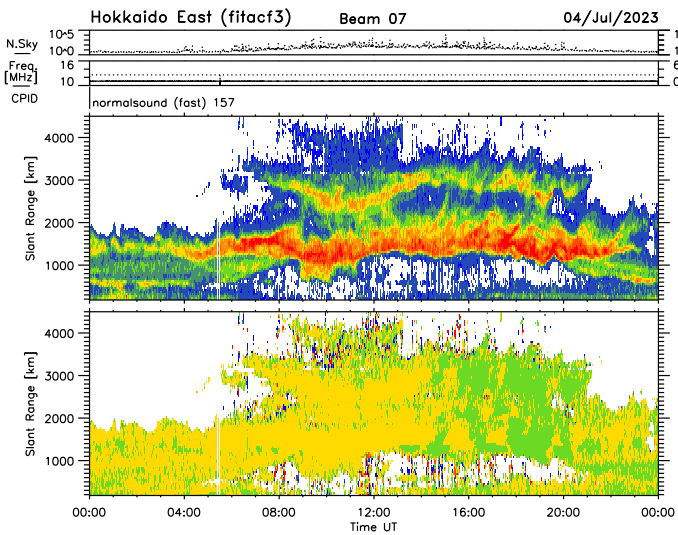 Hokkaido East (fitacf3) Beam 07 04/Jul/2023
N.Sky 10^5 10^0 1 1
Freq. [MHz] 16 10 6 0
CPID normalsound (fast) 157
Slant Range [km] 4000 3000 2000 1000
Slant Range [km] 4000 3000 2000 1000
00:00 04:00 08:00 12:00 16:00 20:00 00:00
Time UT